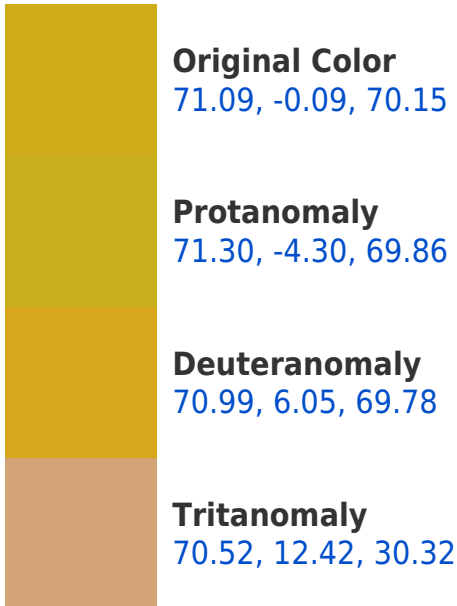 Original Color
71.09, -0.09, 70.15
Protanomaly
71.30, -4.30, 69.86
Deuteranomaly
70.99, 6.05, 69.78
Tritanomaly
70.52, 12.42, 30.32